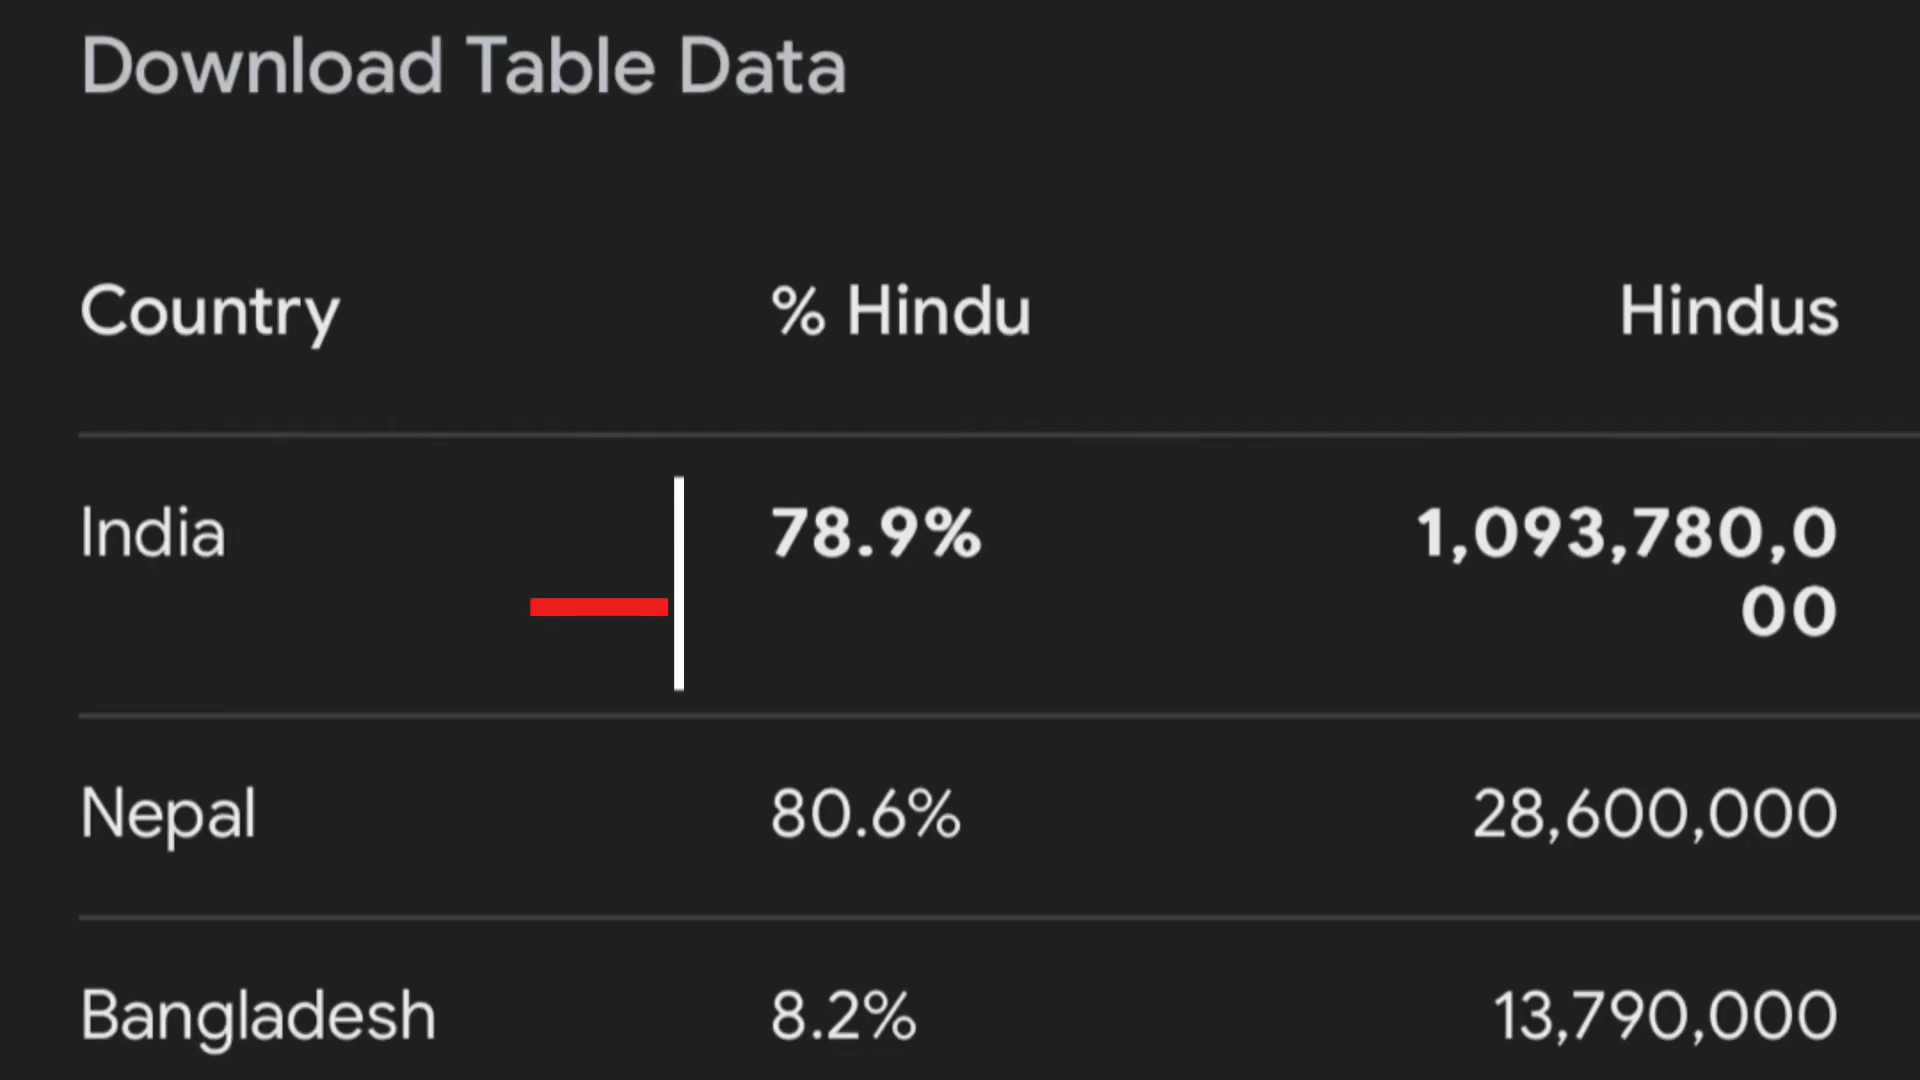 Download Table Data
Country % Hindu Hindus
India 78.9% 1,093,780,0
00
Nepal 80.6% 28,600,000
Bangladesh 8.2% 13,790,000